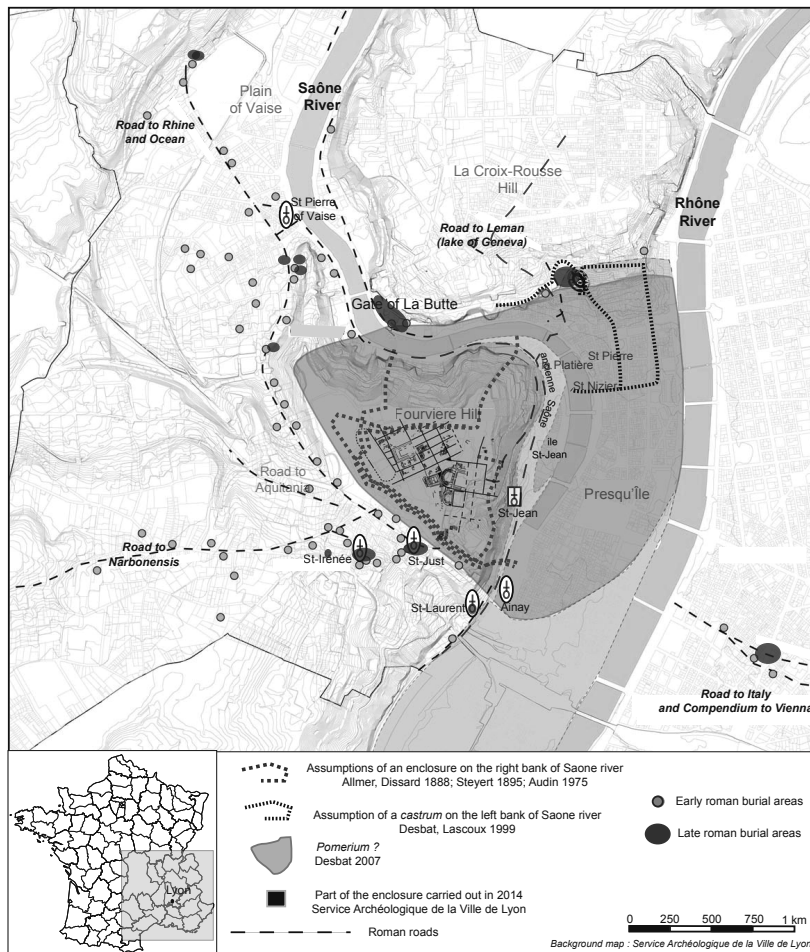 Plain
of Vaise
Saône
River
Road to Rhine
and Ocean
La Croix-Rousse
Hill
Rhône
River
St Pierre
of Vaise
Road to Leman
(lake of Geneva)
Gate of La Butte
St Pierre
Platière
St Nizier
ancienne Saône
Fourviere Hill
île
St-Jean
Road to
Aquitania
Presqu'Île
St-Jean
Road to
Narbonensis
St-Irénée
St-Just
St-Laurent
Ainay
Road to Italy
and Compendium to Vienna
Lyon
Assumptions of an enclosure on the right bank of Saone river
Allmer, Dissard 1888; Steyert 1895; Audin 1975
Assumption of a castrum on the left bank of Saone river
Desbat, Lascoux 1999
Pomerium ?
Desbat 2007
Part of the enclosure carried out in 2014
Service Archéologique de la Ville de Lyon
Roman roads
Early roman burial areas
Late roman burial areas
0 250 500 750 1 km
Background map : Service Archéologique de la Ville de Lyon